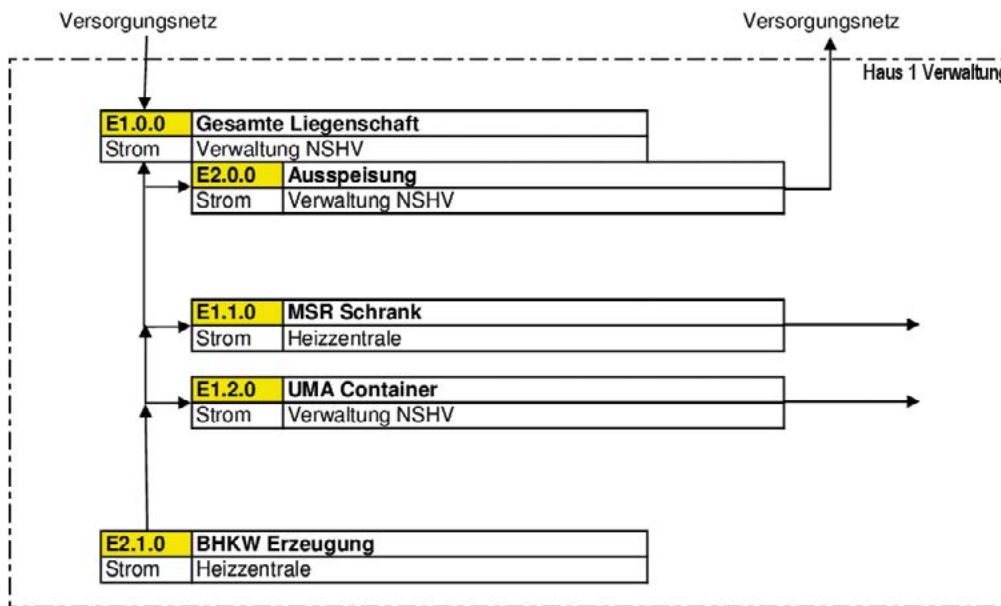 Versorgungsnetz Versorgungsnetz
Haus 1 Verwaltung
E1.0.0 Gesamte Liegenschaft
Strom Verwaltung NSHV
E2.0.0 Ausspeisung
Strom Verwaltung NSHV
E1.1.0 MSR Schrank
Strom Heizzentrale
E1.2.0 UMA Container
Strom Verwaltung NSHV
E2.1.0 BHKW Erzeugung
Strom Heizzentrale